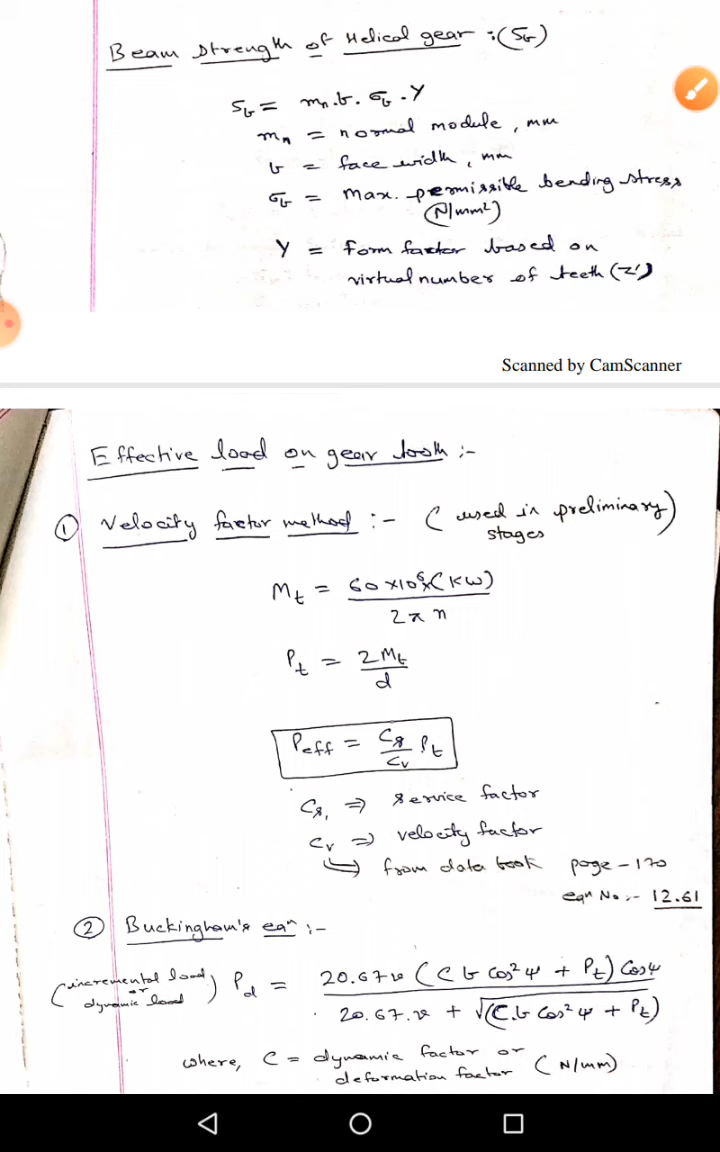 Beam strength of Helical gear :- (Sb)
Sb = mn.b.σb.Y
mn = normal module, mm
b = face width, mm
σb = Max. permissible bending stress
(N/mm²)
Y = form factor based on
virtual number of teeth (z')
Scanned by CamScanner
Effective load on gear tooth :-
① Velocity factor method :- (used in preliminary
stages)
Mt = 60×10⁶×(KW) / 2πn
Pt = 2Mt / d
Peff = Cs/Cv Pt
Cs, ⇒ service factor
Cv ⇒ velocity factor
↳ from data book page - 170
eqn No :- 12.61
② Buckingham's eqn :-
(incremental load or dynamic load) Pd = 21 20.67v (C b cos²ψ + Pt) cosψ / 20.67.v + √(C.b cos²ψ + Pt)
where, C = dynamic factor or
deformation factor (N/mm)